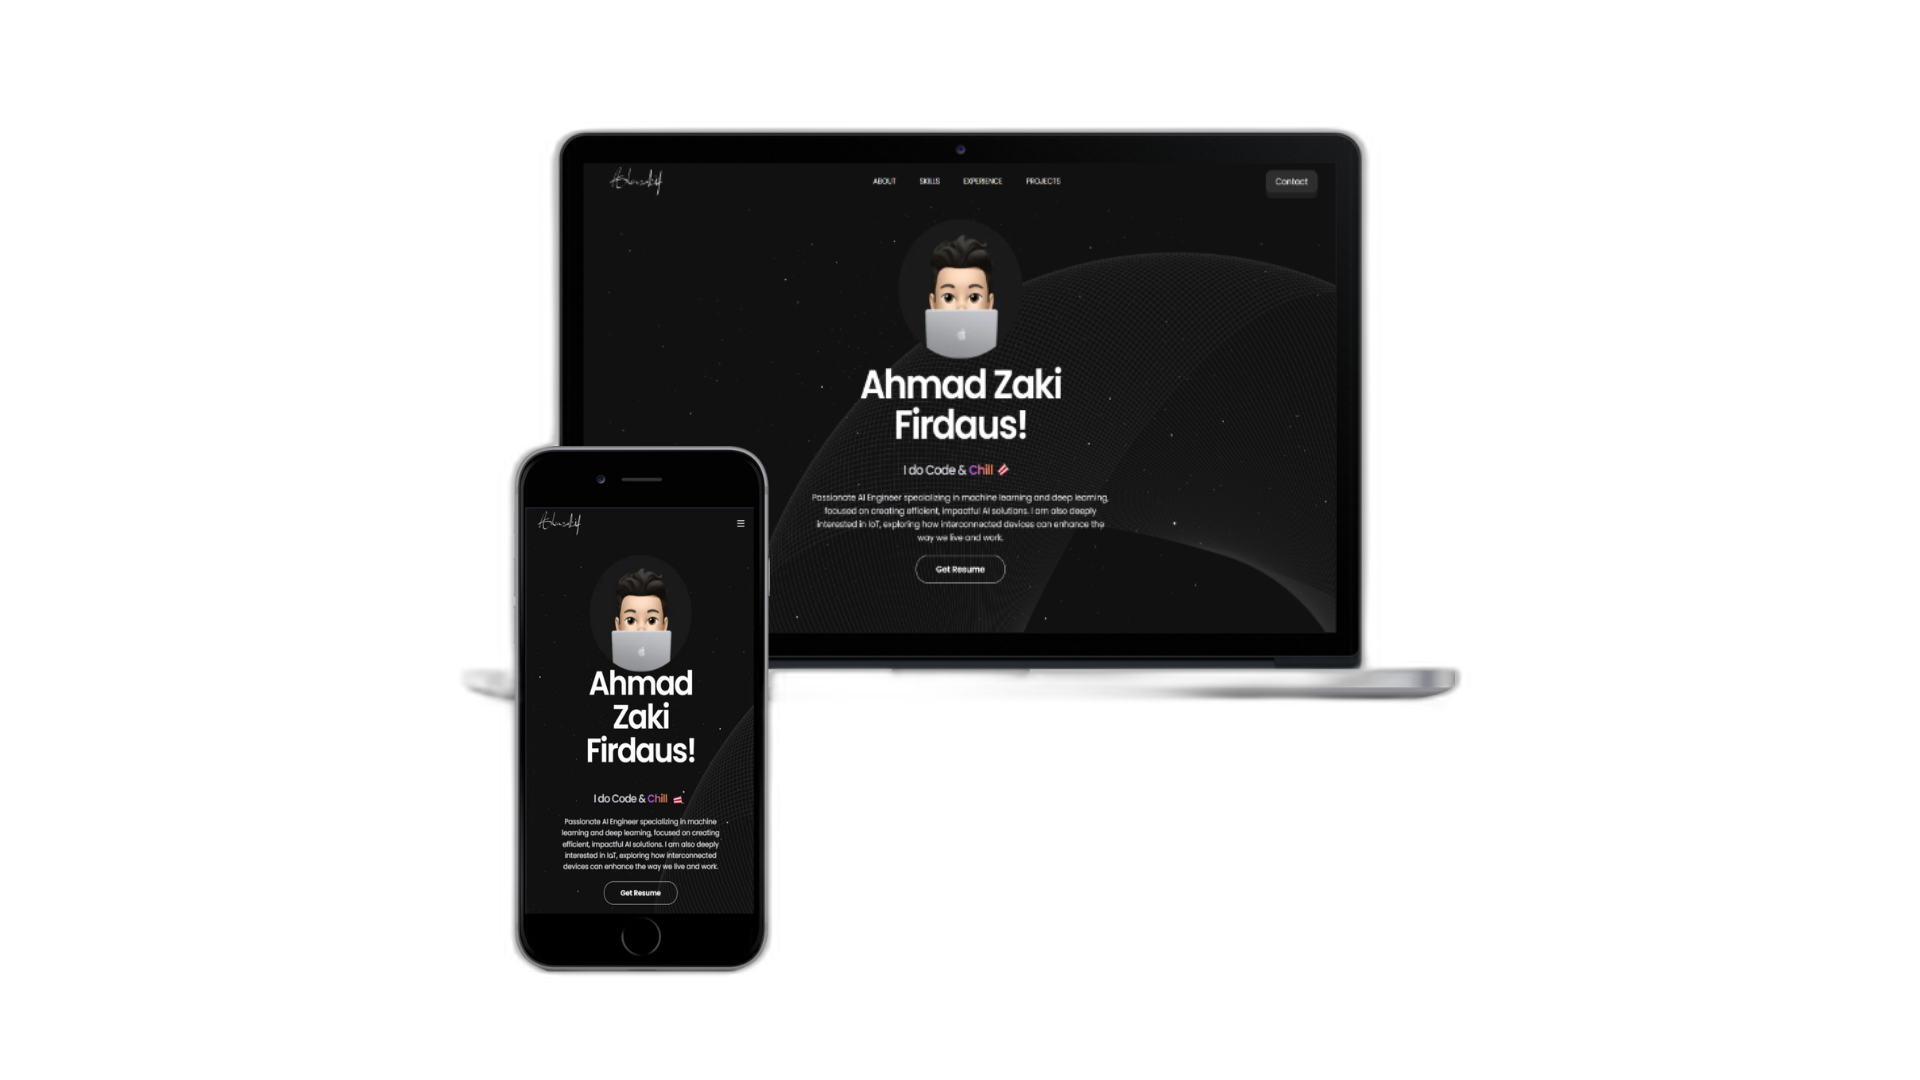 ABOUT SKILLS EXPERIENCE PROJECTS
Contact
Ahmad Zaki
Firdaus!
I do Code & Chill
Passionate AI Engineer specializing in machine learning and deep learning,
focused on creating efficient, impactful AI solutions. I am also deeply
interested in IoT, exploring how interconnected devices can enhance the
way we live and work.
Get Resume
Ahmad
Zaki
Firdaus!
I do Code & Chill
Passionate AI Engineer specializing in machine
learning and deep learning, focused on creating
efficient, impactful AI solutions. I am also deeply
interested in IoT, exploring how interconnected
devices can enhance the way we live and work.
Get Resume